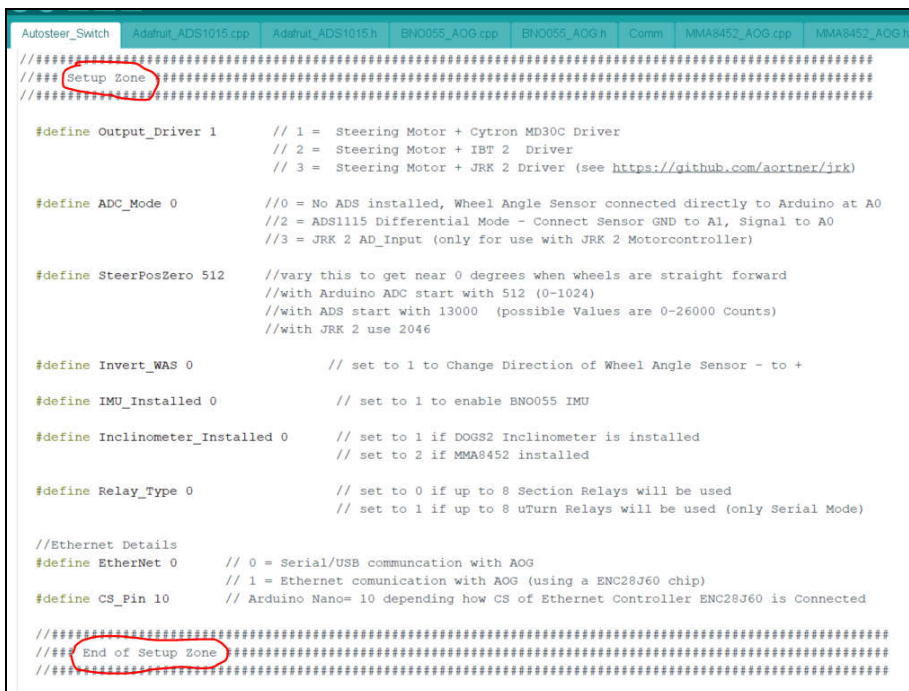 Autosteer_Switch Adafruit_ADS1015.cpp Adafruit_ADS1015.h BNO055_AOG.cpp BNO055_AOG.h Comm MMA8452_AOG.cpp MMA8452_AOG.h
//##########################################################################################################
//### Setup Zone ###########################################################################################
//##########################################################################################################
#define Output_Driver 1 // 1 = Steering Motor + Cytron MD30C Driver
// 2 = Steering Motor + IBT 2 Driver
// 3 = Steering Motor + JRK 2 Driver (see https://github.com/aortner/jrk)
#define ADC_Mode 0 //0 = No ADS installed, Wheel Angle Sensor connected directly to Arduino at A0
//2 = ADS1115 Differential Mode - Connect Sensor GND to A1, Signal to A0
//3 = JRK 2 AD_Input (only for use with JRK 2 Motorcontroller)
#define SteerPosZero 512 //vary this to get near 0 degrees when wheels are straight forward
//with Arduino ADC start with 512 (0-1024)
//with ADS start with 13000 (possible Values are 0-26000 Counts)
//with JRK 2 use 2046
#define Invert_WAS 0 // set to 1 to Change Direction of Wheel Angle Sensor - to +
#define IMU_Installed 0 // set to 1 to enable BNO055 IMU
#define Inclinometer_Installed 0 // set to 1 if DOGS2 Inclinometer is installed
// set to 2 if MMA8452 installed
#define Relay_Type 0 // set to 0 if up to 8 Section Relays will be used
// set to 1 if up to 8 uTurn Relays will be used (only Serial Mode)
//Ethernet Details
#define EtherNet 0 // 0 = Serial/USB communcation with AOG
// 1 = Ethernet comunication with AOG (using a ENC28J60 chip)
#define CS_Pin 10 // Arduino Nano= 10 depending how CS of Ethernet Controller ENC28J60 is Connected
//##########################################################################################################
//### End of Setup Zone ####################################################################################
//##########################################################################################################